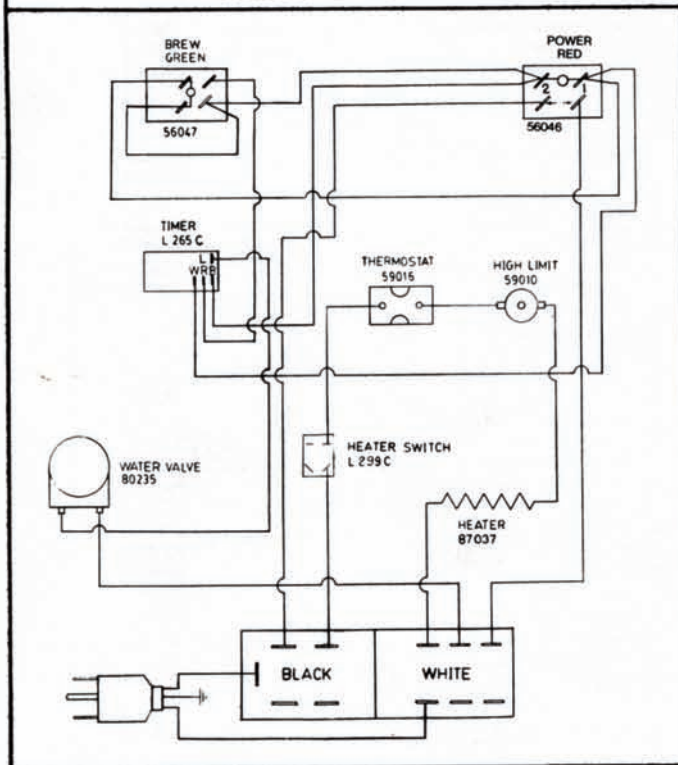 BREW
GREEN
56047
POWER
RED
2
1
56046
TIMER
L 265 C
L
WRB
THERMOSTAT
59016
HIGH LIMIT
59010
WATER VALVE
80235
HEATER SWITCH
L 299 C
HEATER
87037
BLACK
WHITE